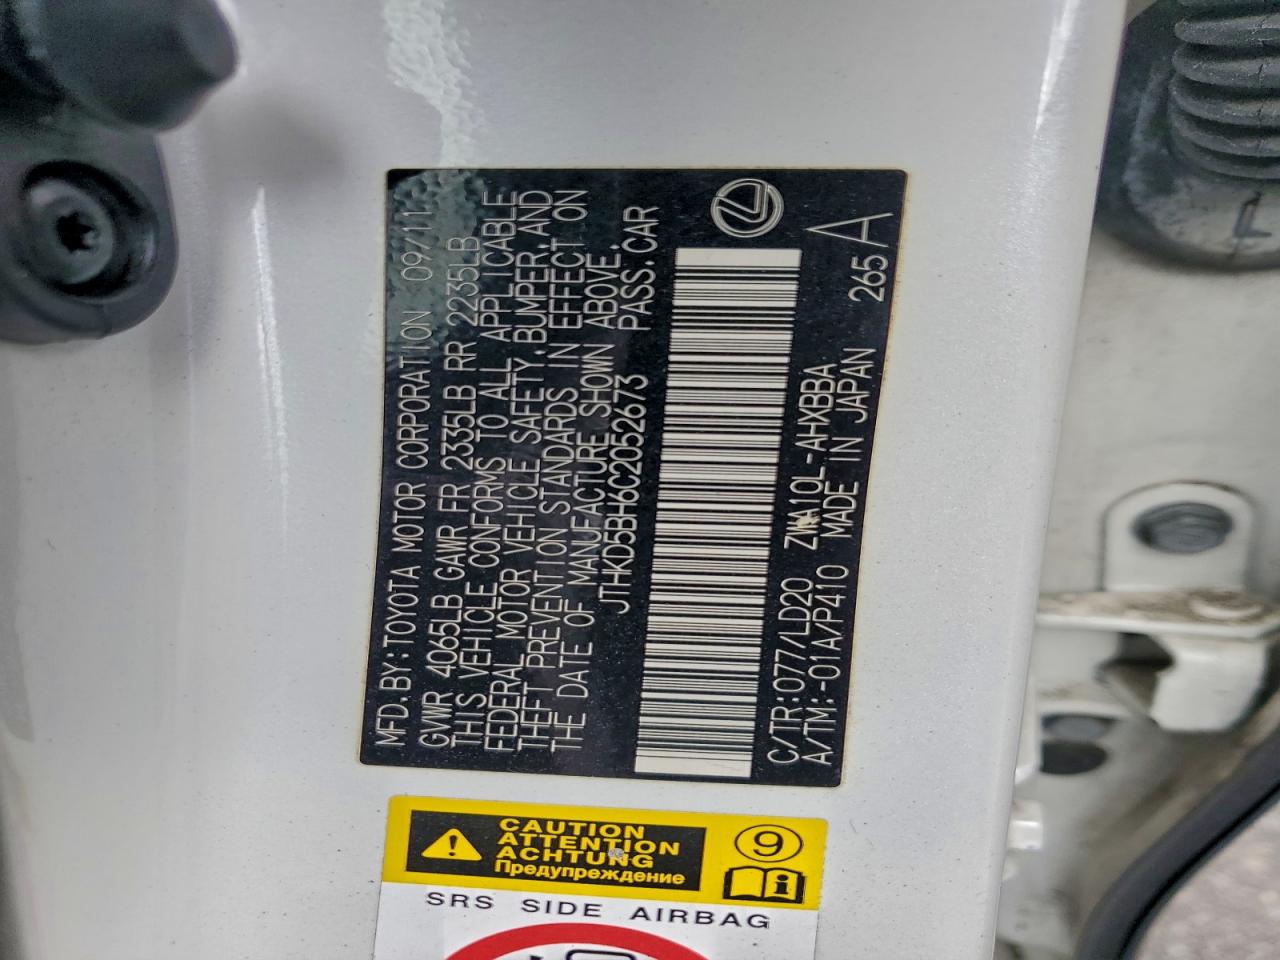 MFD.BY:TOYOTA MOTOR CORPORATION 09/11
GVWR 4065LB GAWR FR 2335LB RR 2235LB
THIS VEHICLE CONFORMS TO ALL APPLICABLE
FEDERAL MOTOR VEHICLE SAFETY, BUMPER, AND
THEFT PREVENTION STANDARDS IN EFFECT ON
THE DATE OF MANUFACTURE SHOWN ABOVE.
JTHKD5BH6C2052673 PASS.CAR
C/TR:077/LD20 ZWA10L-AHXBBA 265A
A/TM:-01A/P410 MADE IN JAPAN
CAUTION
ATTENTION
ACHTUNG
Предупреждение
9
i
SRS SIDE AIRBAG
L